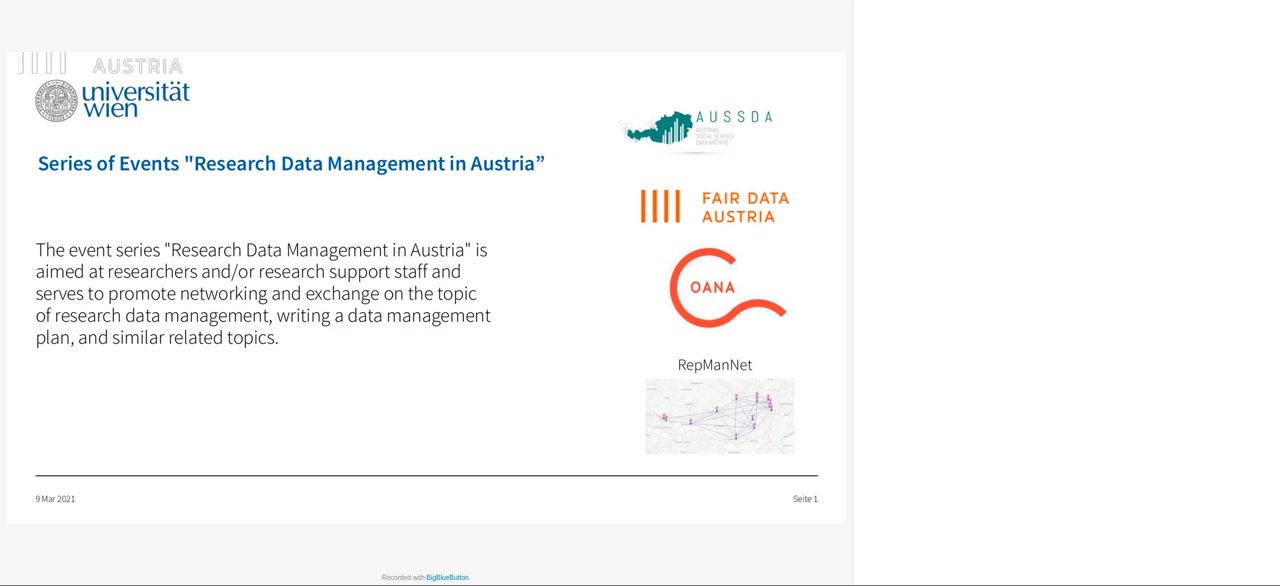 AUSTRIA
universität
wien
AUSSDA
AUSTRIAN
SOCIAL SCIENCE
DATA ARCHIVE
Series of Events "Research Data Management in Austria”
FAIR DATA
AUSTRIA
The event series "Research Data Management in Austria" is
aimed at researchers and/or research support staff and
serves to promote networking and exchange on the topic
of research data management, writing a data management
plan, and similar related topics.
OANA
RepManNet
9 Mar 2021
Seite 1
Recorded with BigBlueButton.